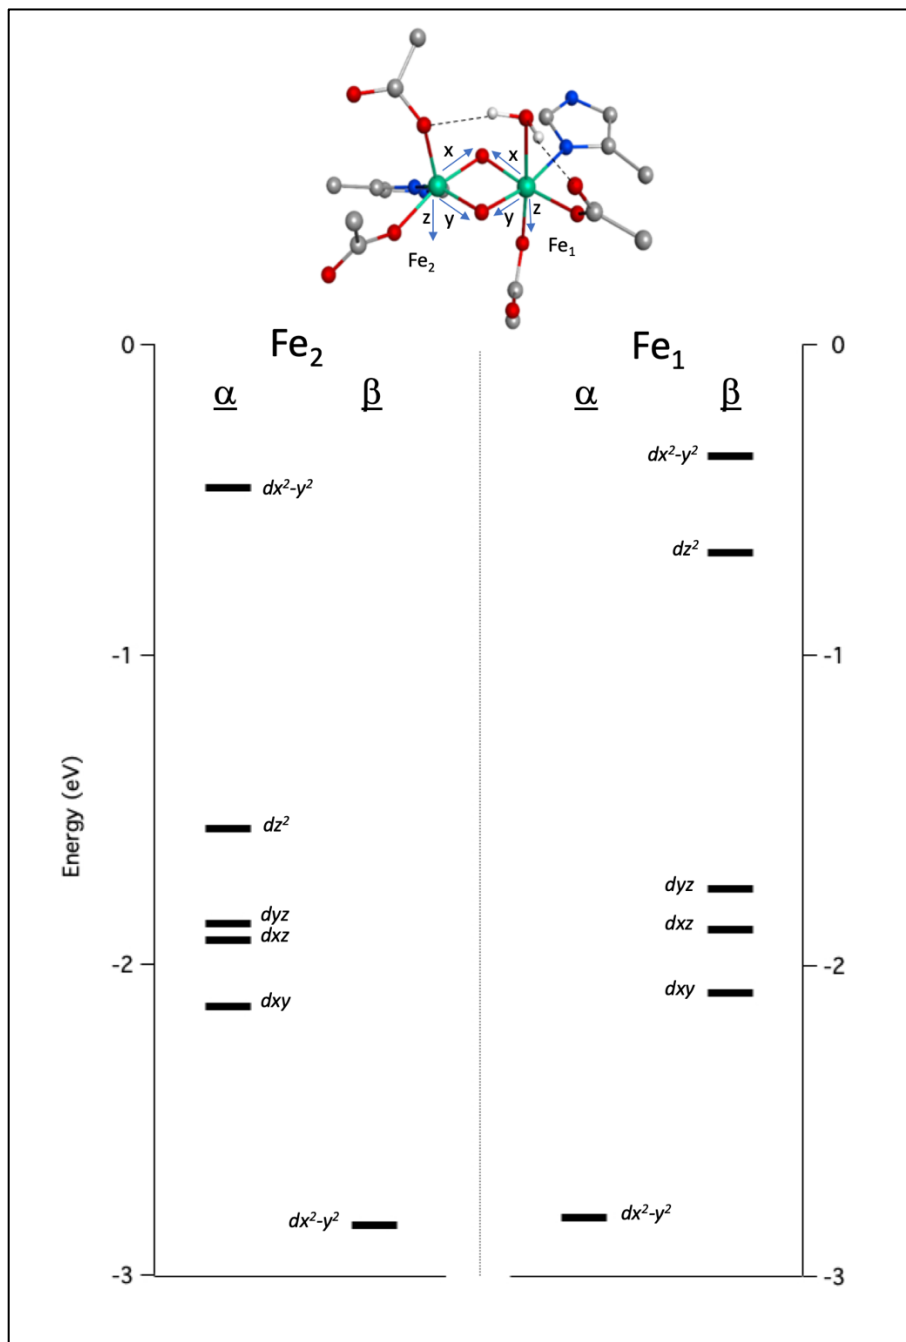 x x
z y y z
Fe₂ Fe₁
0 Fe₂ Fe₁ 0
α β α β
dx²-y²
dx²-y²
dz²
-1 -1
Energy (eV)
dz²
dyz
dxz
dxy
dyz
dxz
dxy
-2 -2
dx²-y² dx²-y²
-3 -3